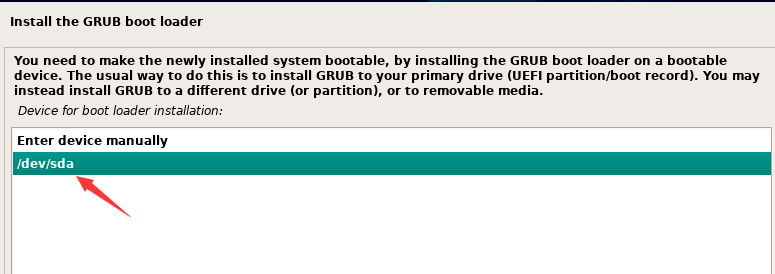 Install the GRUB boot loader
You need to make the newly installed system bootable, by installing the GRUB boot loader on a bootable
device. The usual way to do this is to install GRUB to your primary drive (UEFI partition/boot record). You may
instead install GRUB to a different drive (or partition), or to removable media.
Device for boot loader installation:
Enter device manually
/dev/sda